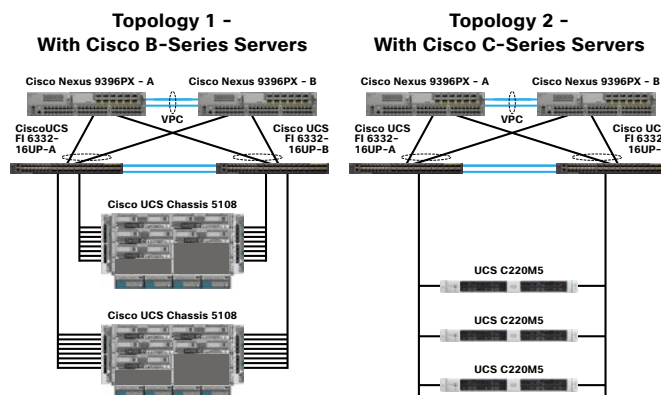 Topology 1 -
With Cisco B-Series Servers
Cisco Nexus 9396PX - A
Cisco Nexus 9396PX - B
VPC
CiscoUCS
FI 6332-
16UP-A
Cisco UCS
FI 6332-
16UP-B
Cisco UCS Chassis 5108
Cisco UCS Chassis 5108
Topology 2 -
With Cisco C-Series Servers
Cisco Nexus 9396PX - A
Cisco Nexus 9396PX - B
VPC
CiscoUCS
FI 6332-
16UP-A
Cisco UC
FI 6332-
16UP-
UCS C220M5
UCS C220M5
UCS C220M5